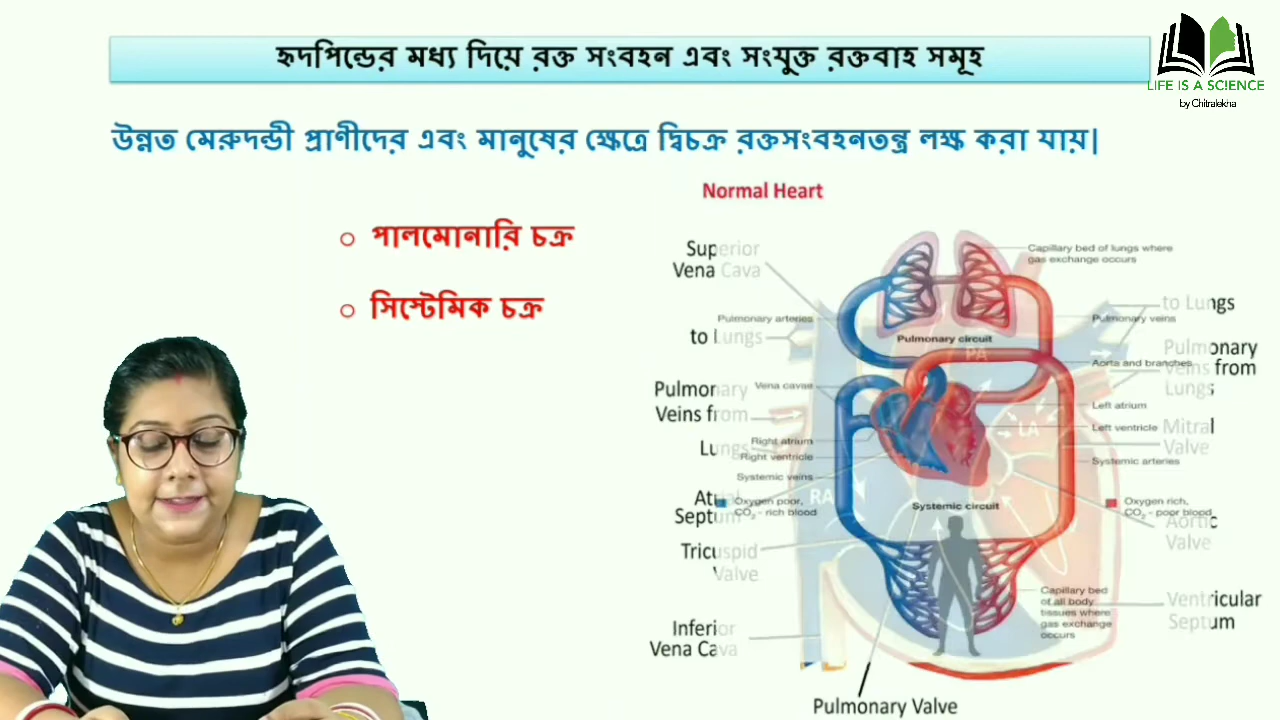 হৃদপিন্ডের মধ্য দিয়ে রক্ত সংবহন এবং সংযুক্ত রক্তবাহ সমূহ
LIFE IS A SCIENCE
by Chitralekha
উন্নত মেরুদন্ডী প্রাণীদের এবং মানুষের ক্ষেত্রে দ্বিচক্র রক্তসংবহনতন্ত্র লক্ষ করা যায়|
পালমোনারি চক্র
সিস্টেমিক চক্র
Normal Heart
Superior
Vena Cava
Capillary bed of lungs where
gas exchange occurs
to Lungs
Pulmonary arteries
Pulmonary veins
to Lungs
Pulmonary circuit
PA
Pulmonary
Veins from
Lungs
Aorta and branches
Pulmonary
Veins from
Lungs
Vena cavae
Left atrium
Left ventricle
Mitral
Valve
LA
Right atrium
Right ventricle
Systemic arteries
Systemic veins
RA
Atrial
Septum
Oxygen poor,
CO₂ - rich blood
Systemic circuit
Oxygen rich,
CO₂ - poor blood
Aortic
Valve
Tricuspid
Valve
Capillary bed
of all body
tissues where
gas exchange
occurs
Ventricular
Septum
Inferior
Vena Cava
Pulmonary Valve